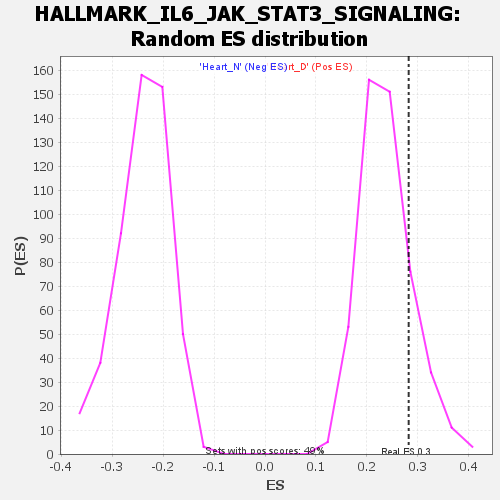 HALLMARK_IL6_JAK_STAT3_SIGNALING:
Random ES distribution
'Heart_N' (Neg ES)rt_D' (Pos ES)
160
150
140
130
120
110
100
90
80
70
60
50
40
30
20
10
0
P(ES)
Sets with pos scores: 49%
Real ES 0.3
-0.4 -0.3 -0.2 -0.1 0.0 0.1 0.2 0.3 0.4
ES